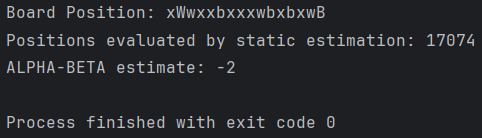 Board Position: xWwxxbxxxwbxbxwB
Positions evaluated by static estimation: 17074
ALPHA-BETA estimate: -2
Process finished with exit code 0